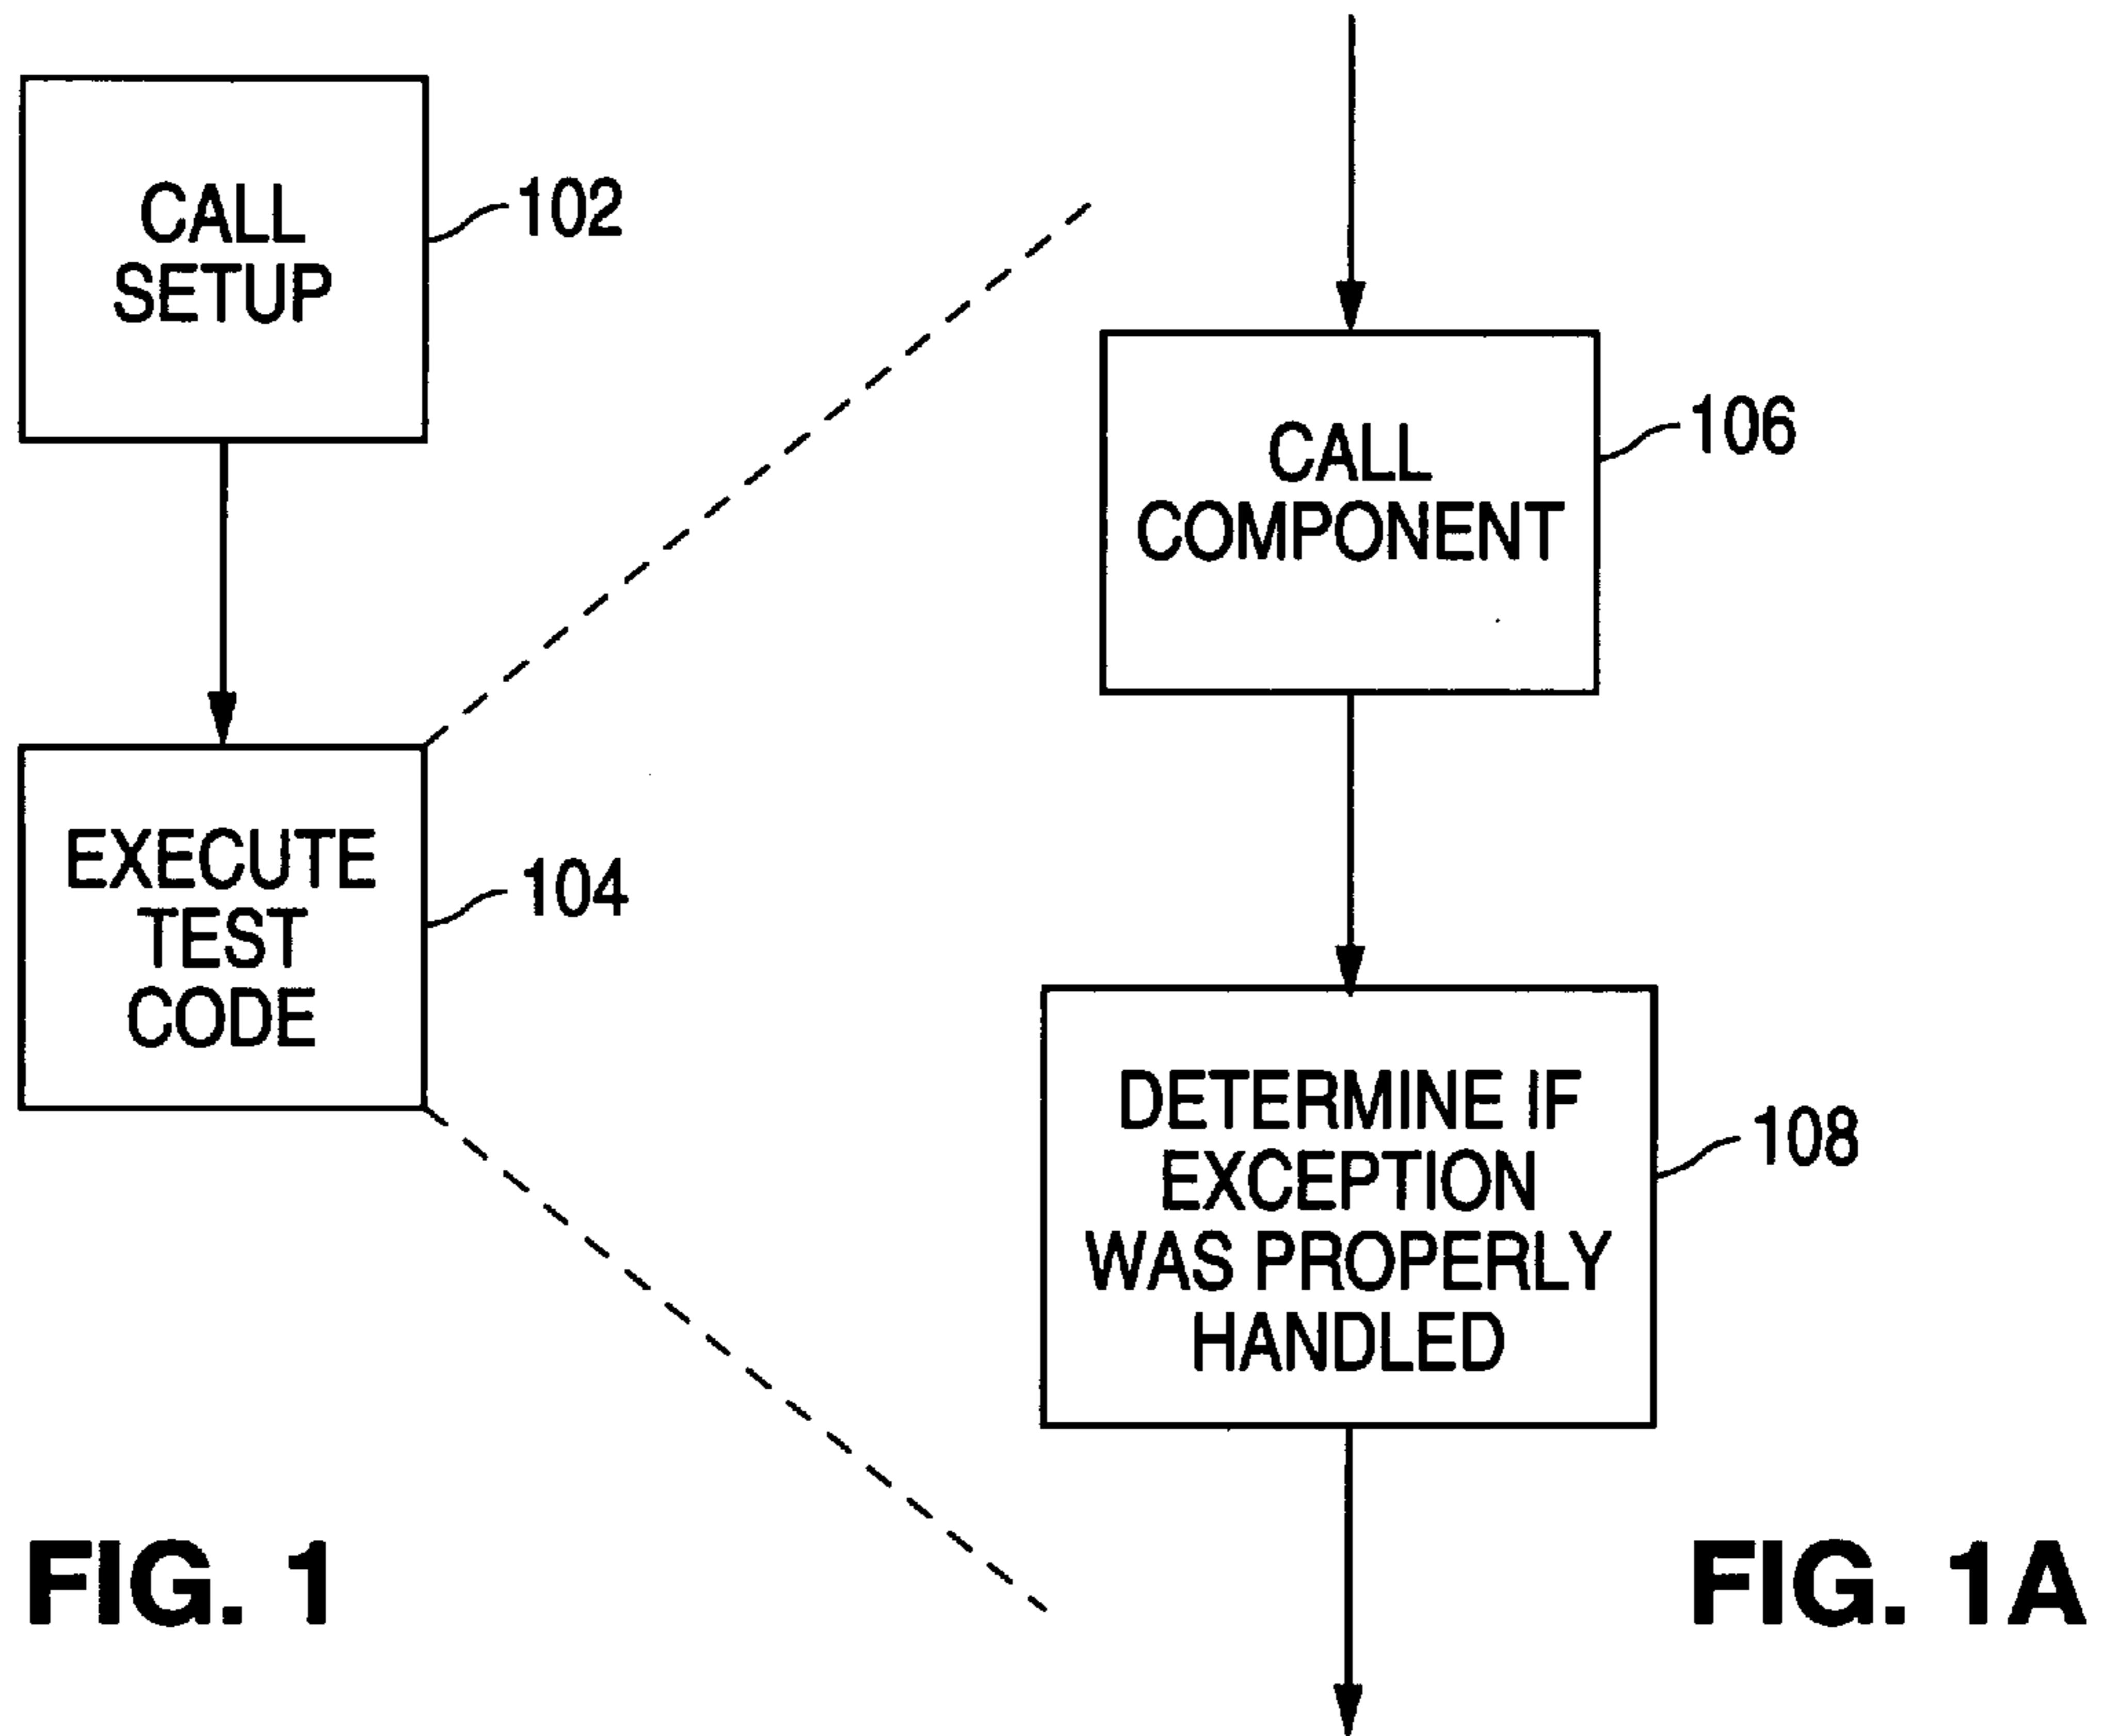 CALL
SETUP
102
EXECUTE
TEST
CODE
104
FIG. 1
CALL
COMPONENT
106
DETERMINE IF
EXCEPTION
WAS PROPERLY
HANDLED
108
FIG. 1A